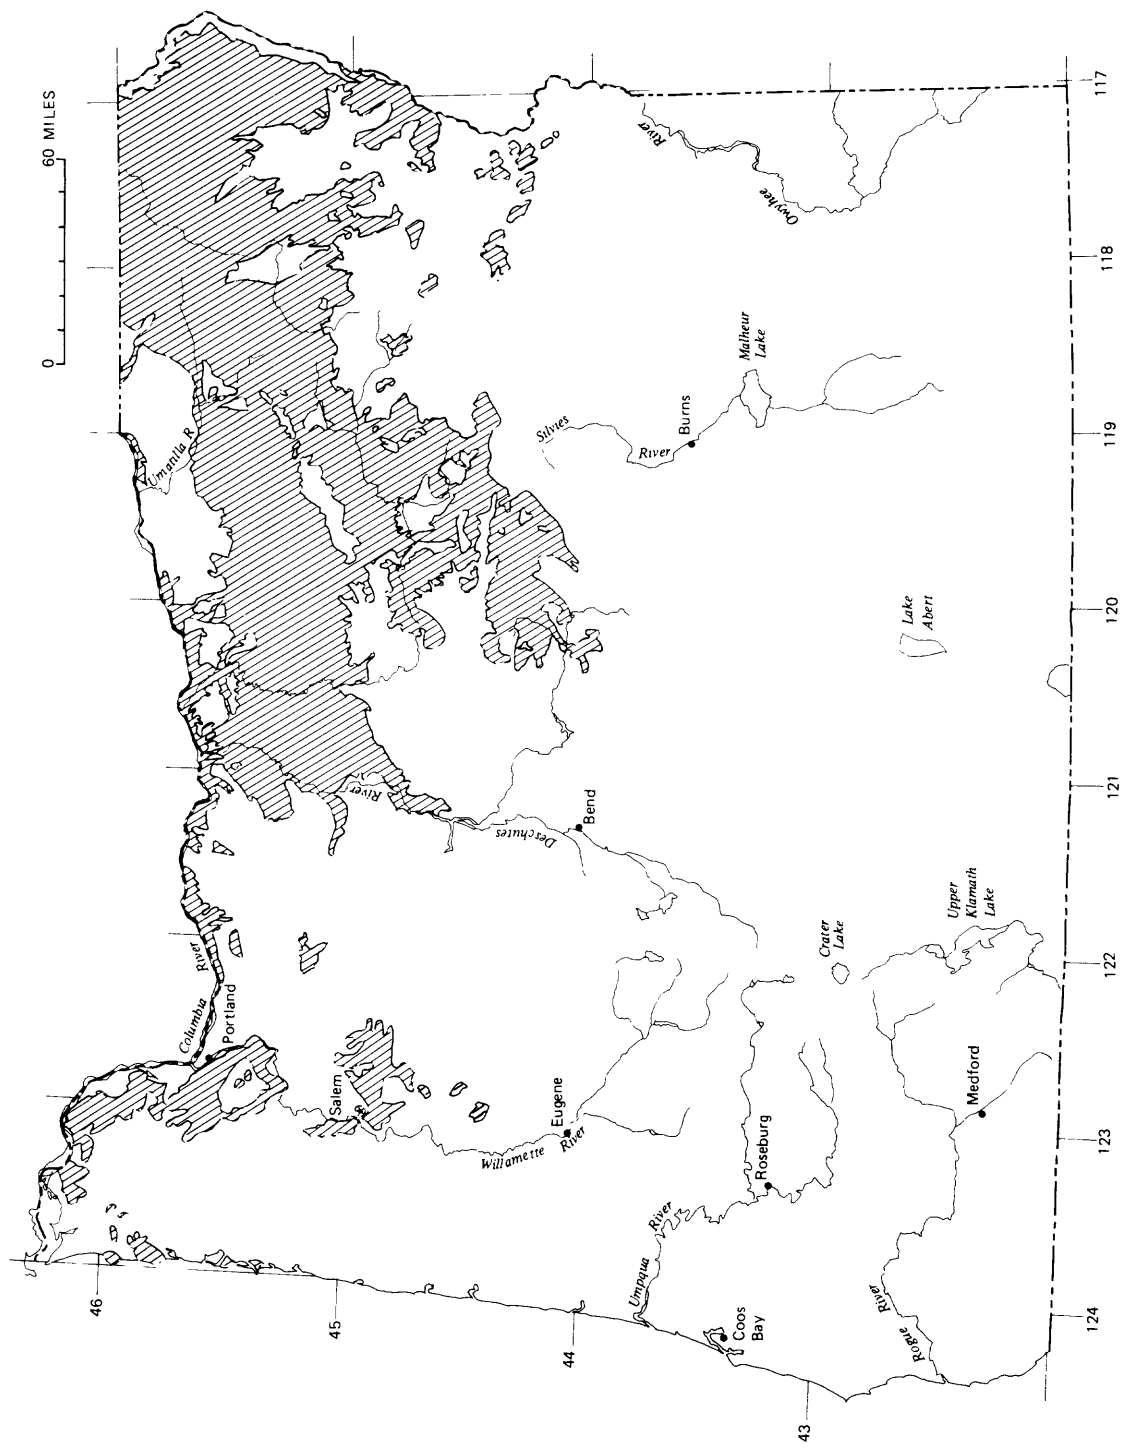 0 60 MILES
Columbia
River
Portland
Umatilla R
River
Deschutes
Salem
Willamette
River
Eugene
Bend
Silvies
River
Burns
Malheur
Lake
Owyhee
River
Umpqua
River
Roseburg
Coos
Bay
Crater
Lake
Upper
Klamath
Lake
Lake
Abert
Rogue
River
Medford
46
45
44
43
124
123
122
121
120
119
118
117